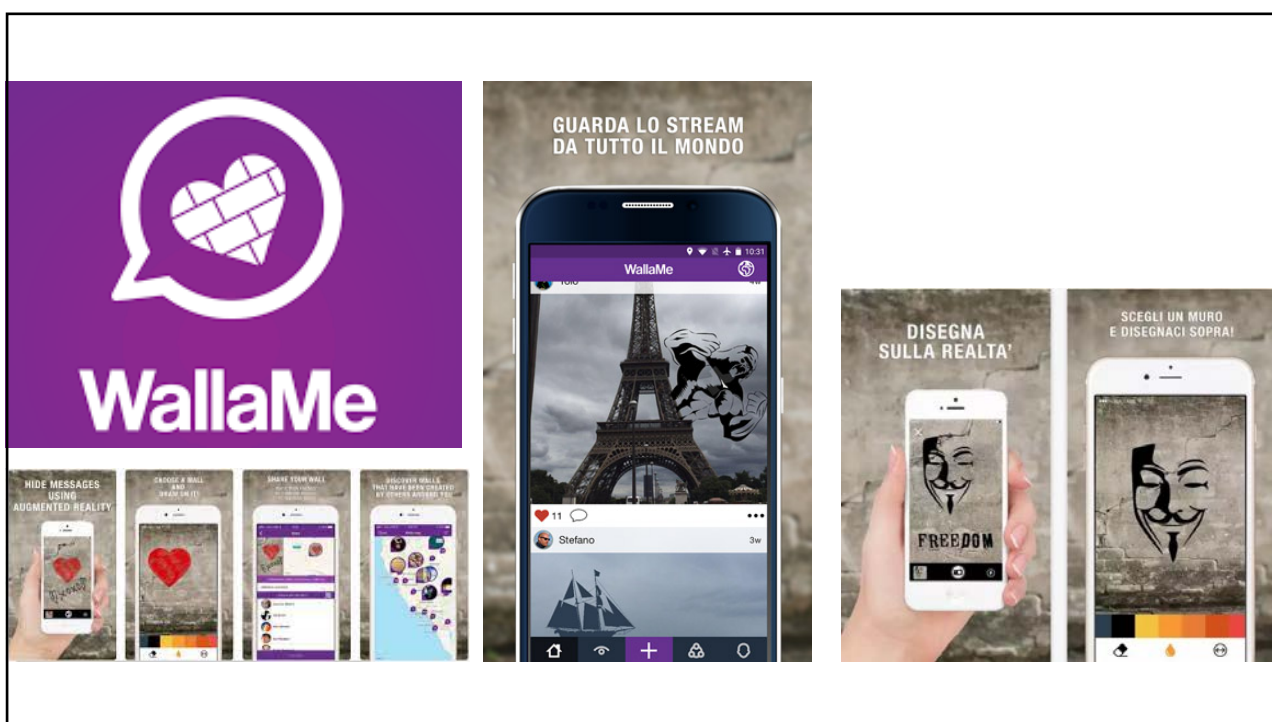 WallaMe
HIDE MESSAGES
USING
AUGMENTED REALITY
CHOOSE A WALL
AND
DRAW ON IT!
SHARE YOUR WALL
DISCOVER WALLS
THAT HAVE BEEN CREATED
BY OTHERS AROUND YOU
GUARDA LO STREAM
DA TUTTO IL MONDO
10:31
WallaMe
11
Stefano
3w
DISEGNA
SULLA REALTA'
FREEDOM
SCEGLI UN MURO
E DISEGNACI SOPRA!